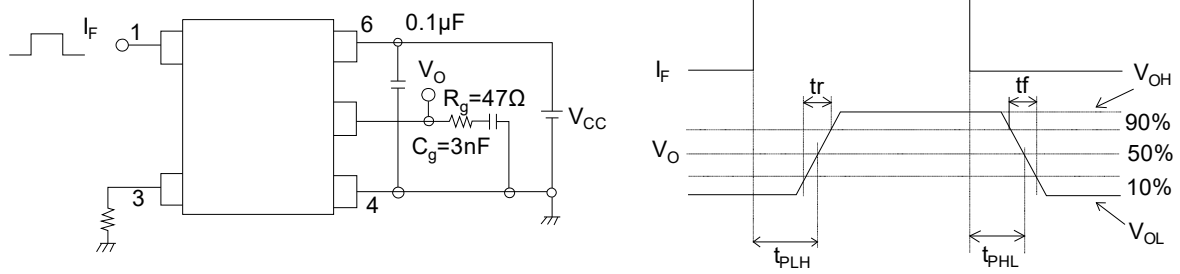 I_F
1
6
0.1µF
V_O
R_g=47Ω
C_g=3nF
V_CC
3
4
I_F
tr
tf
V_OH
90%
V_O
50%
10%
V_OL
t_PLH
t_PHL